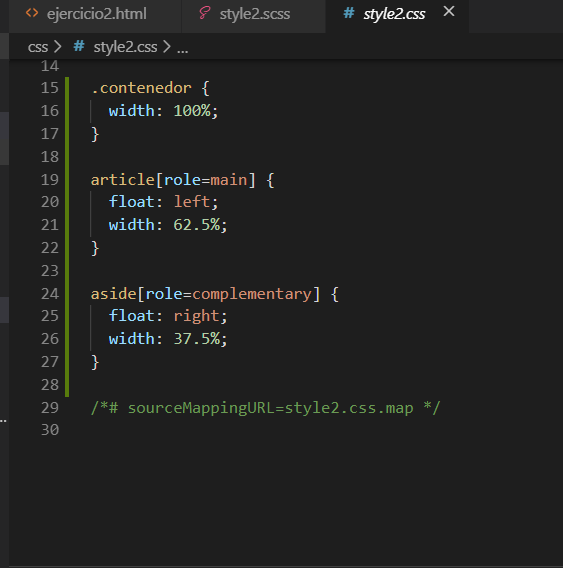 ejercicio2.html style2.scss style2.css
css > # style2.css > ...
14
15 .contenedor {
16 width: 100%;
17 }
18
19 article[role=main] {
20 float: left;
21 width: 62.5%;
22 }
23
24 aside[role=complementary] {
25 float: right;
26 width: 37.5%;
27 }
28
29 /*# sourceMappingURL=style2.css.map */
30